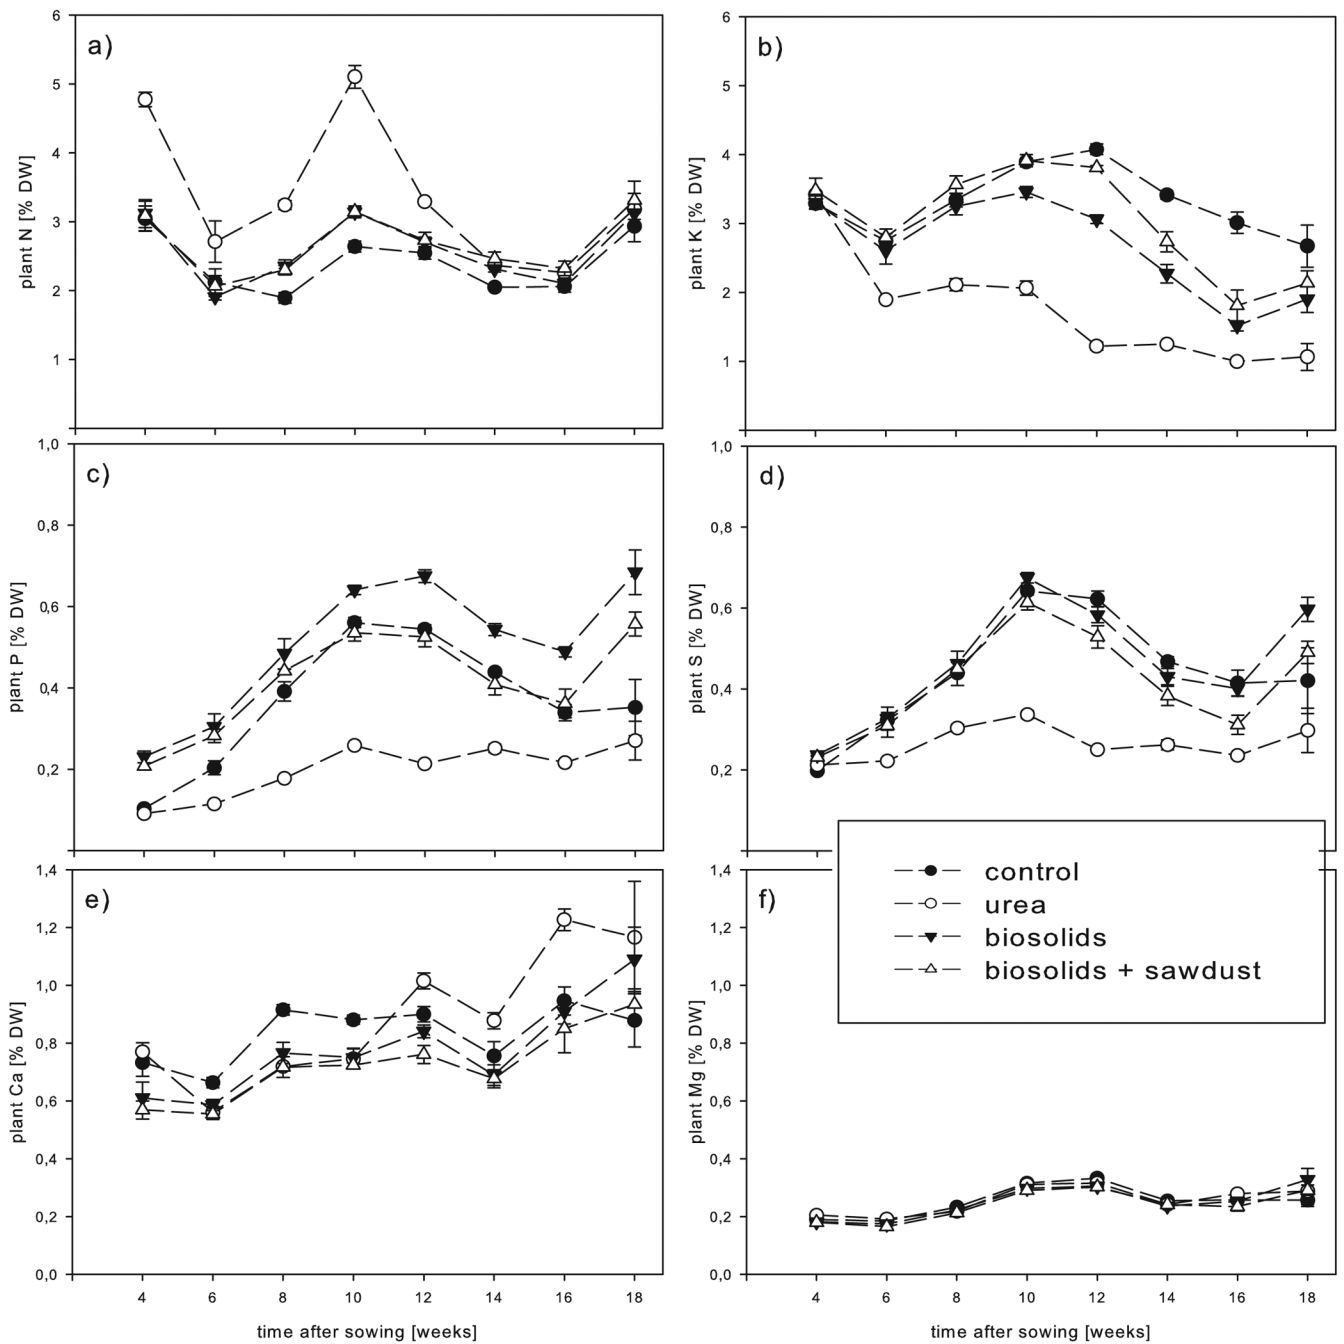 a)
6
5
4
3
2
1
plant N [% DW]
b)
6
5
4
3
2
1
plant K [% DW]
c)
1,0
0,8
0,6
0,4
0,2
plant P [% DW]
d)
1,0
0,8
0,6
0,4
0,2
plant S [% DW]
e)
1,4
1,2
1,0
0,8
0,6
0,4
0,2
0,0
plant Ca [% DW]
4 6 8 10 12 14 16 18
time after sowing [weeks]
f)
1,4
1,2
1,0
0,8
0,6
0,4
0,2
0,0
plant Mg [% DW]
4 6 8 10 12 14 16 18
time after sowing [weeks]
control
urea
biosolids
biosolids + sawdust